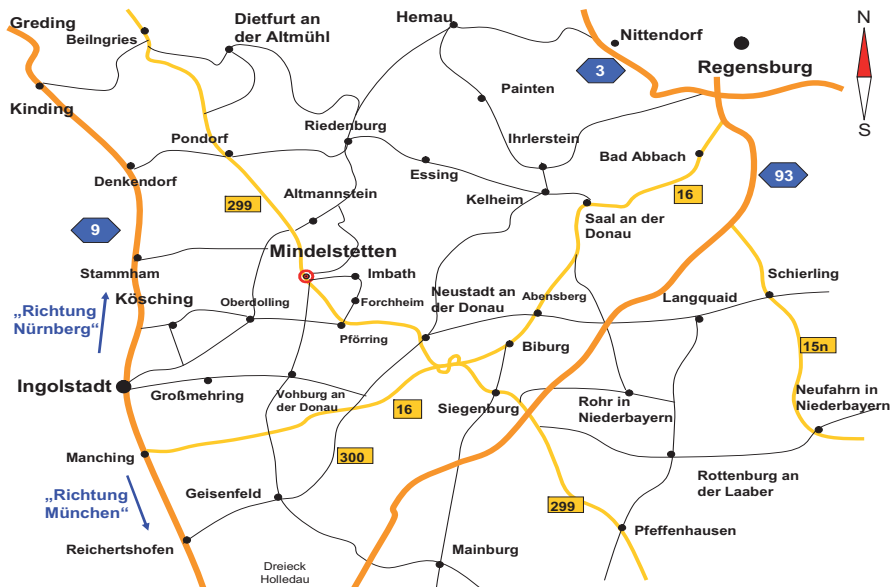 Greding
Beilngries
Dietfurt an
der Altmühl
Hemau
Nittendorf
N
S
3
Regensburg
Kinding
Painten
Pondorf
Riedenburg
Ihrlerstein
Bad Abbach
Denkendorf
Essing
93
Altmannstein
Kelheim
16
299
Saal an der
Donau
9
Mindelstetten
Stammham
Imbath
Schierling
Kösching
Oberdolling
Forchheim
Neustadt an
der Donau
Abensberg
Langquaid
„Richtung
Nürnberg“
Pförring
Biburg
15n
Ingolstadt
Großmehring
Vohburg an
der Donau
16
Siegenburg
Rohr in
Niederbayern
Neufahrn in
Niederbayern
Manching
300
Rottenburg an
der Laaber
„Richtung
München“
Geisenfeld
299
Pfeffenhausen
Reichertshofen
Mainburg
Dreieck
Holledau